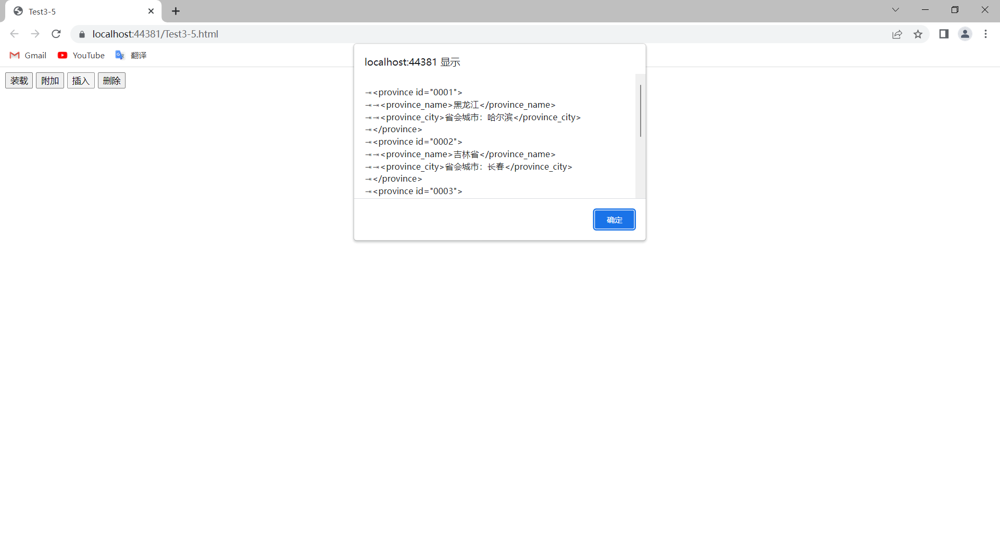 Test3-5
localhost:44381/Test3-5.html
Gmail YouTube 翻译
装载 附加 插入 删除
localhost:44381 显示
⇥<province id="0001">
⇥⇥<province_name>黑龙江</province_name>
⇥⇥<province_city>省会城市：哈尔滨</province_city>
⇥</province>
⇥<province id="0002">
⇥⇥<province_name>吉林省</province_name>
⇥⇥<province_city>省会城市：长春</province_city>
⇥</province>
⇥<province id="0003">
确定